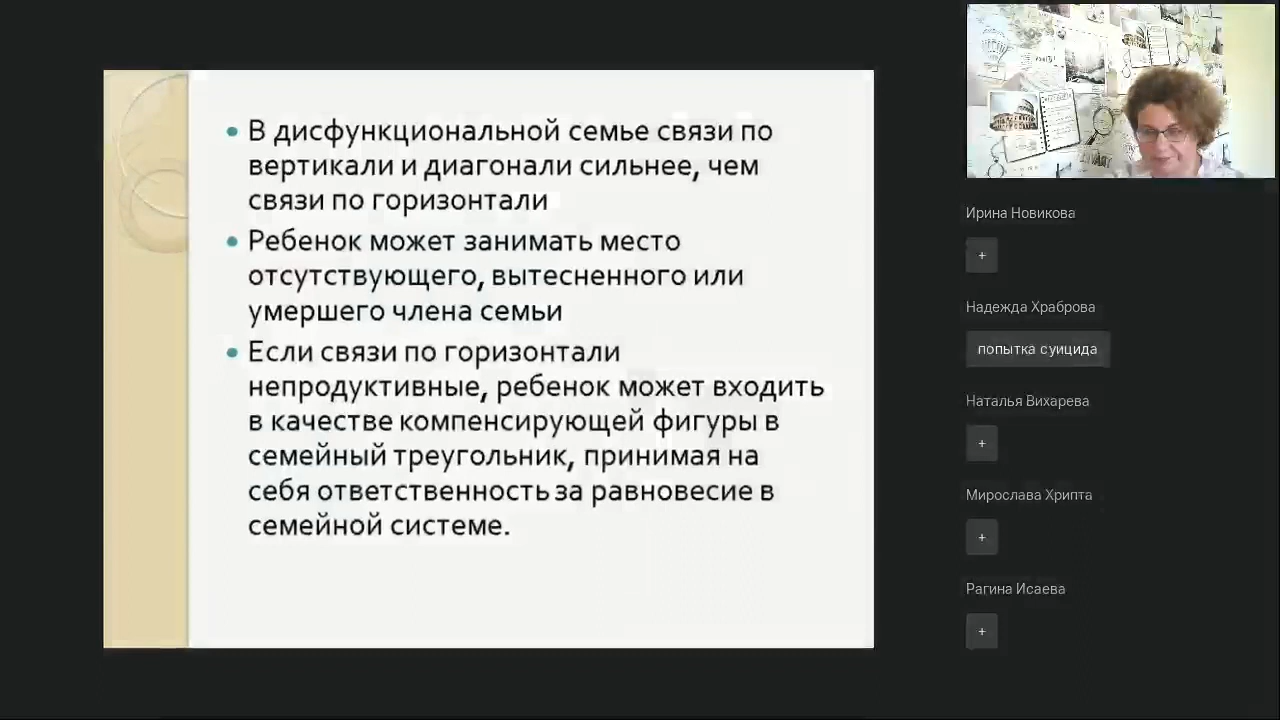 • В дисфункциональной семье связи по
вертикали и диагонали сильнее, чем
связи по горизонтали
• Ребенок может занимать место
отсутствующего, вытесненного или
умершего члена семьи
• Если связи по горизонтали
непродуктивные, ребенок может входить
в качестве компенсирующей фигуры в
семейный треугольник, принимая на
себя ответственность за равновесие в
семейной системе.
Ирина Новикова
+
Надежда Храброва
попытка суицида
Наталья Вихарева
+
Мирослава Хрипта
+
Рагина Исаева
+